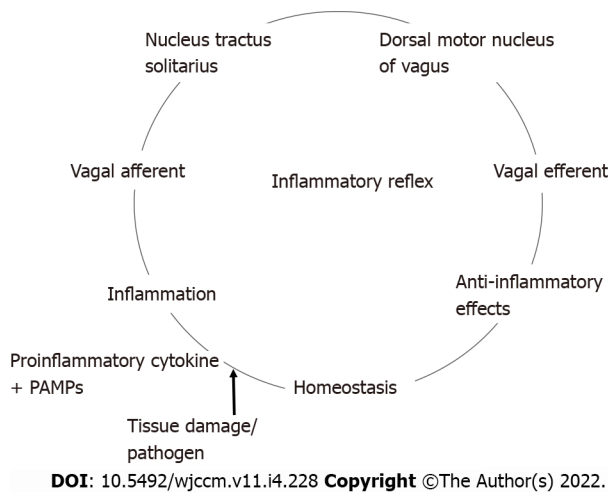 Nucleus tractus
solitarius
Dorsal motor nucleus
of vagus
Vagal afferent
Inflammatory reflex
Vagal efferent
Inflammation
Anti-inflammatory
effects
Proinflammatory cytokine
+ PAMPs
Homeostasis
Tissue damage/
pathogen
DOI: 10.5492/wjccm.v11.i4.228 Copyright ©The Author(s) 2022.